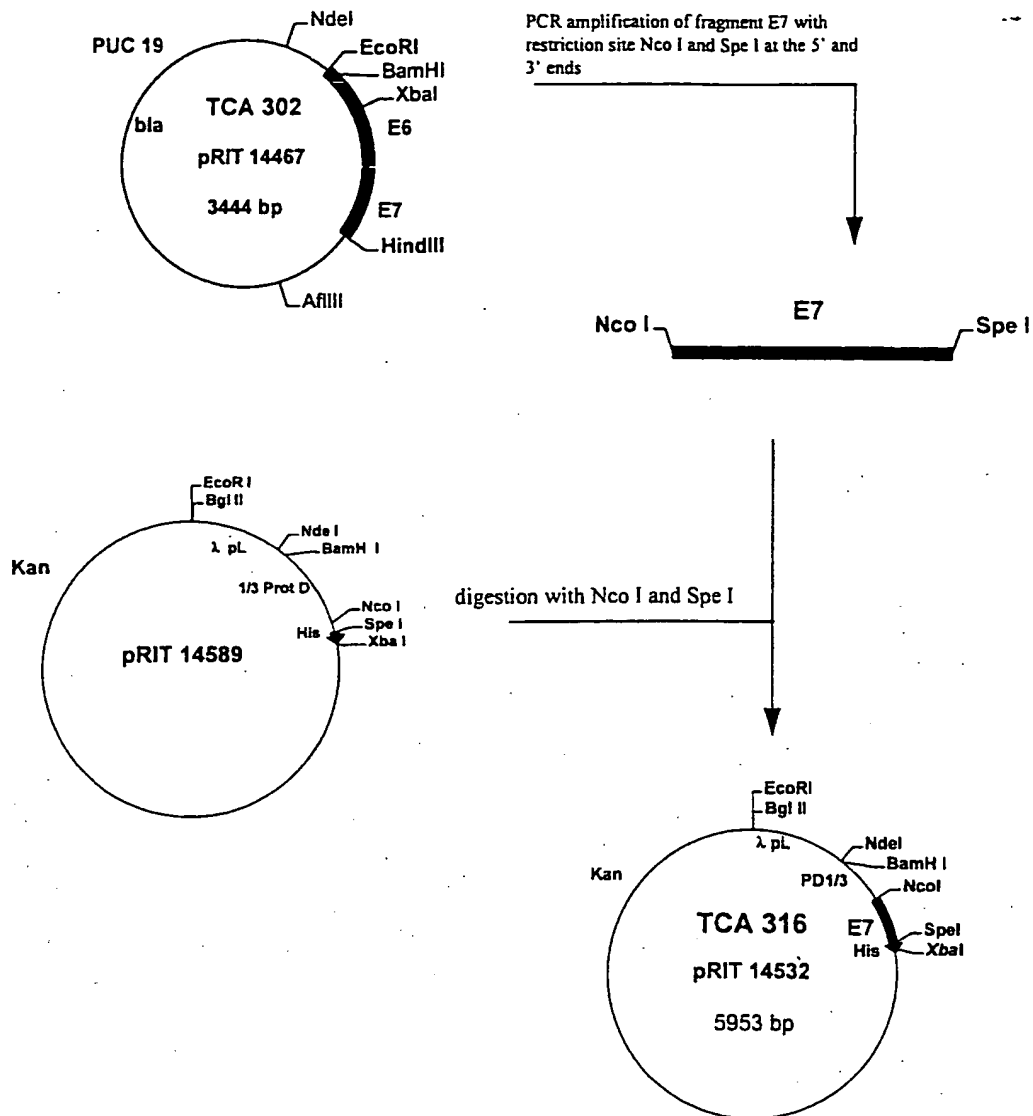 PUC 19
NdeI
EcoRI
BamHI
XbaI
TCA 302
bla
E6
pRIT 14467
3444 bp
E7
HindIII
AflIII
PCR amplification of fragment E7 with
restriction site Nco I and Spe I at the 5' and
3' ends
E7
Nco I
Spe I
EcoR I
Bgl II
Nde I
BamH I
λ pL
Kan
1/3 Prot D
Nco I
Spe I
His
Xba I
pRIT 14589
digestion with Nco I and Spe I
EcoRI
Bgl II
λ pL
NdeI
BamH I
Kan
PD1/3
NcoI
TCA 316
E7
SpeI
His
XbaI
pRIT 14532
5953 bp